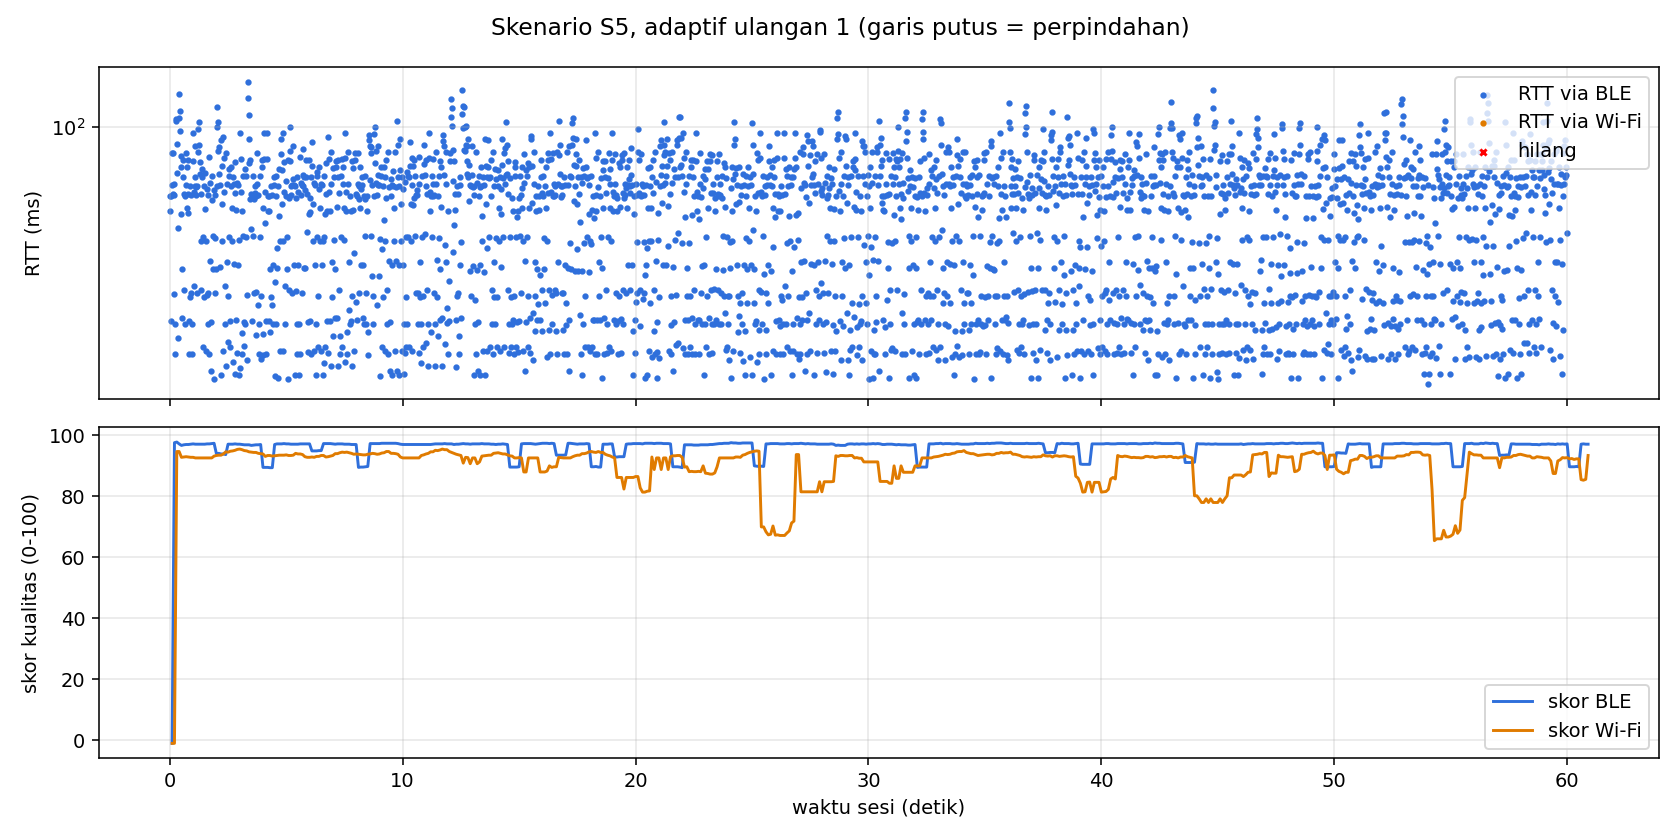 Skenario S5, adaptif ulangan 1 (garis putus = perpindahan)
RTT (ms)
10²
RTT via BLE
RTT via Wi-Fi
hilang
skor kualitas (0-100)
100
80
60
40
20
0
skor BLE
skor Wi-Fi
0 10 20 30 40 50 60
waktu sesi (detik)